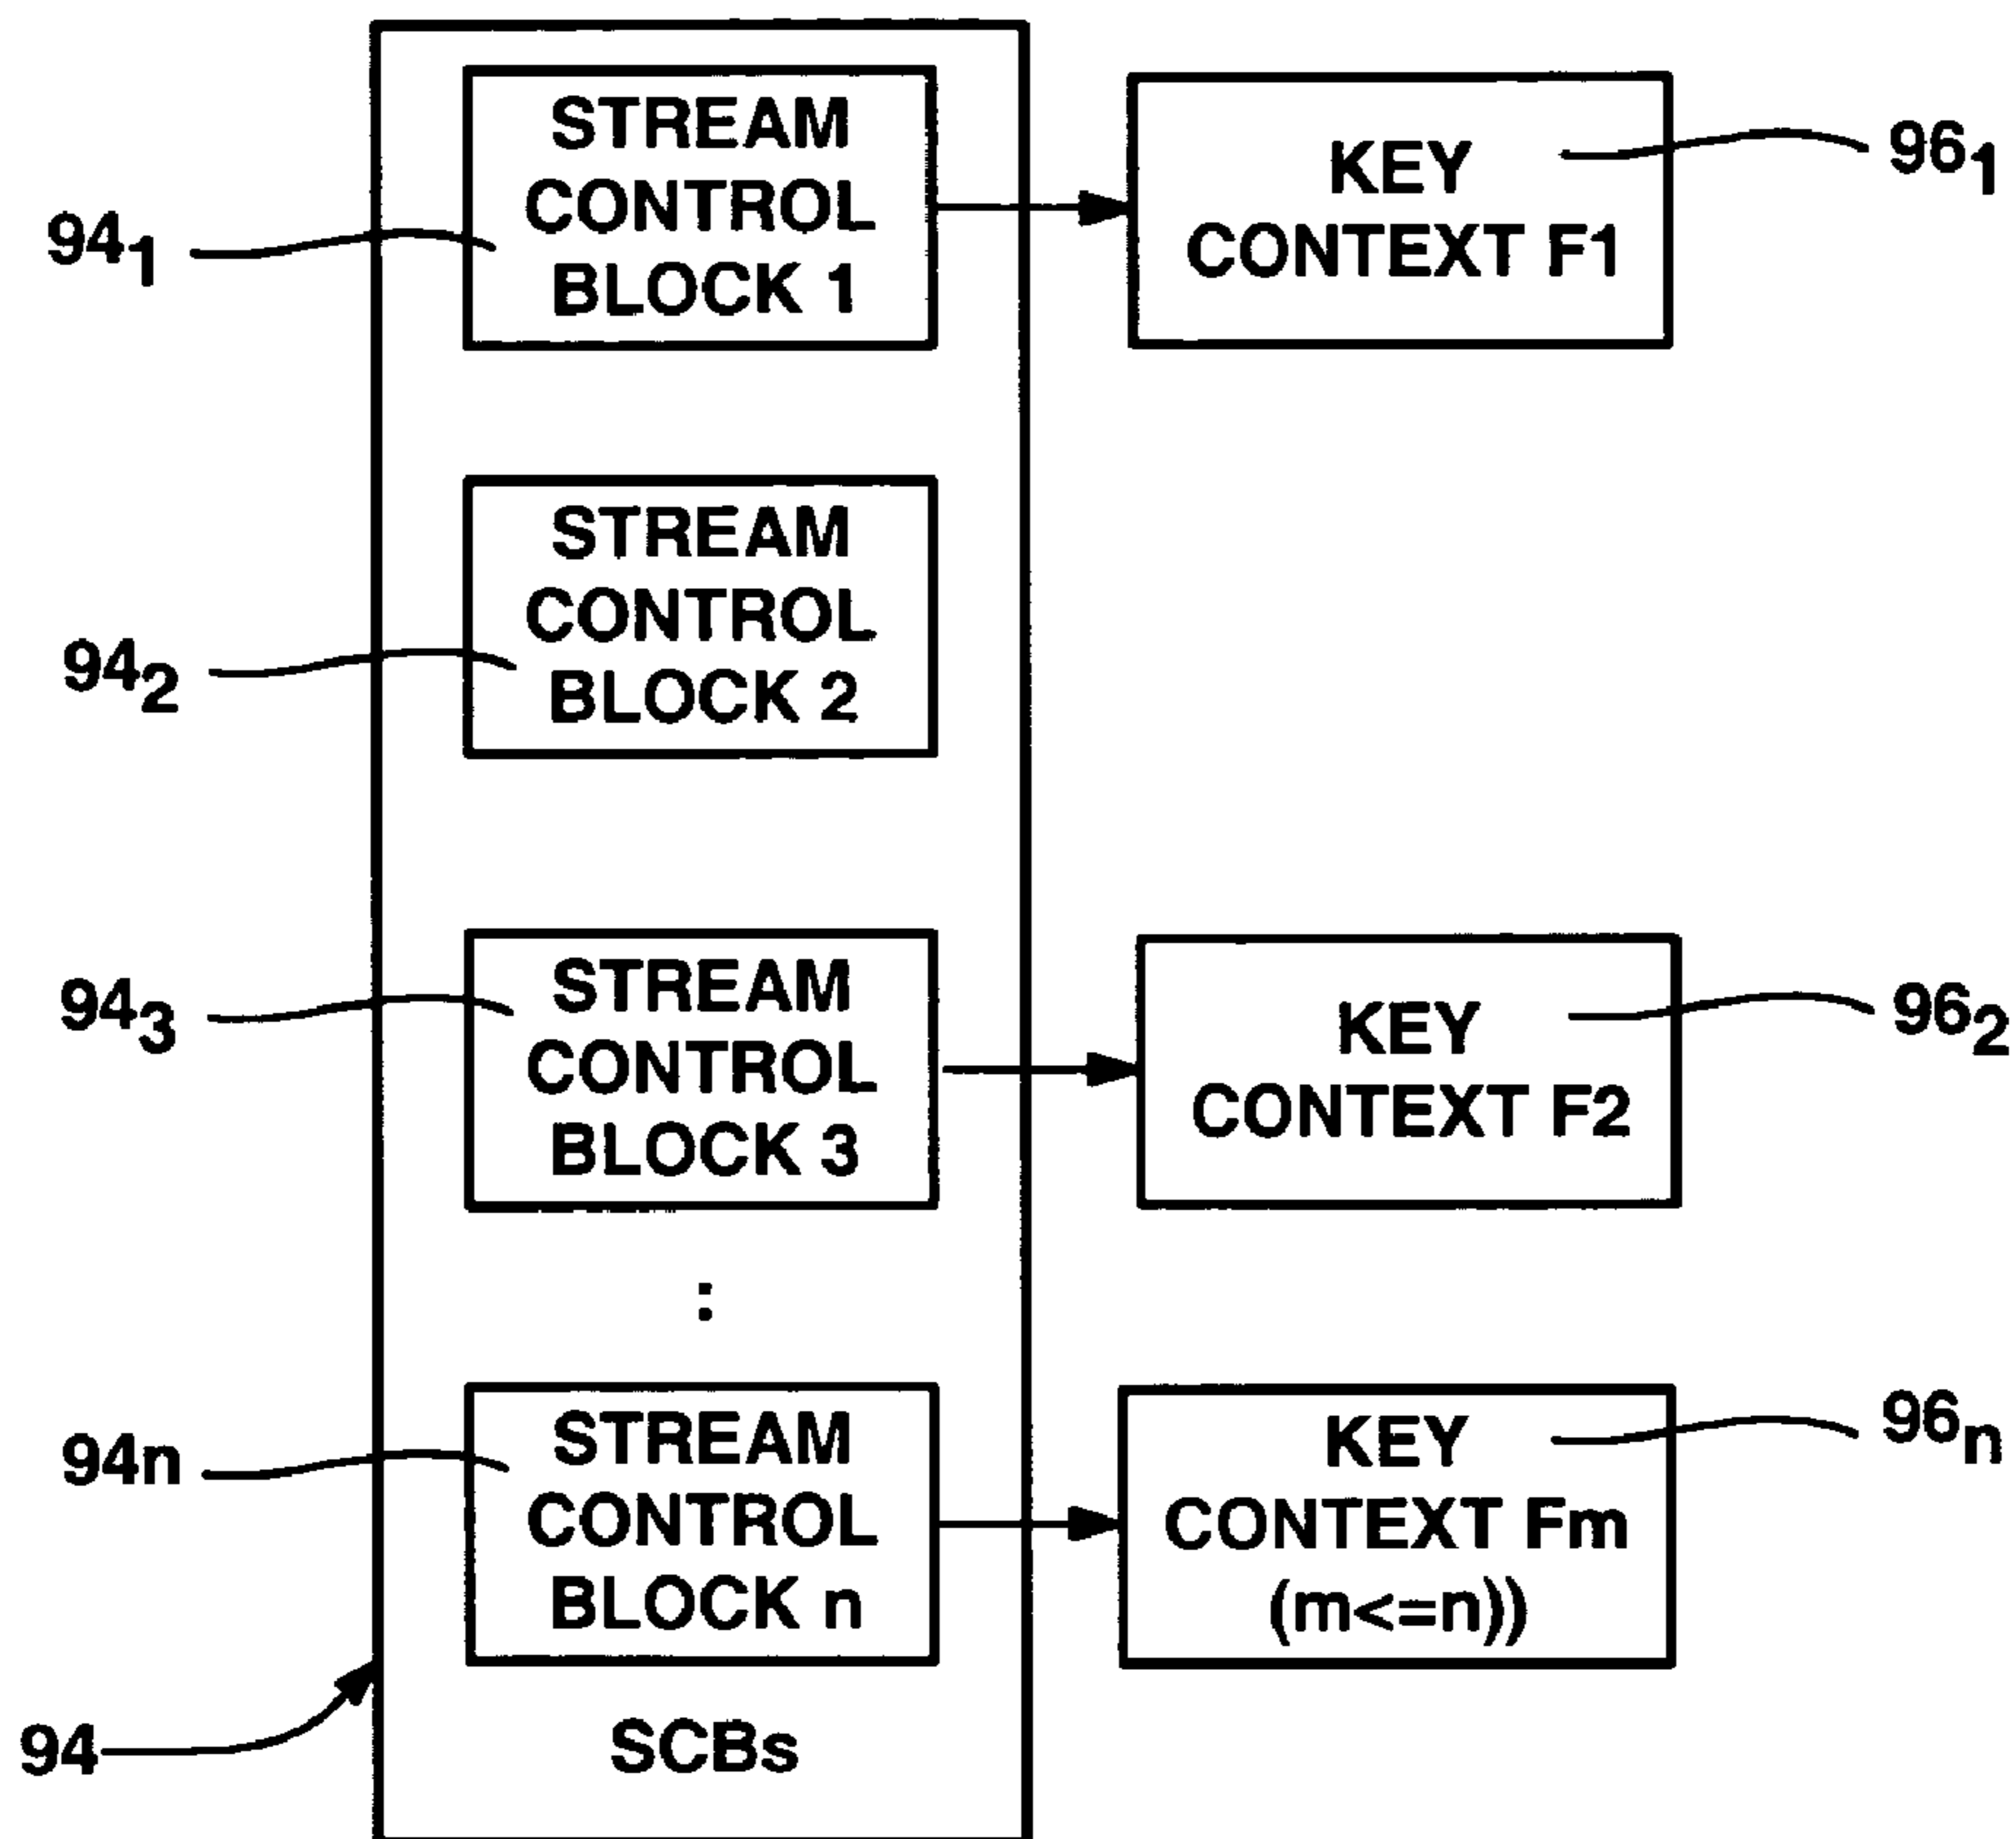 STREAM
CONTROL
BLOCK 1
94₁
KEY
CONTEXT F1
96₁
STREAM
CONTROL
BLOCK 2
94₂
STREAM
CONTROL
BLOCK 3
94₃
KEY
CONTEXT F2
96₂
:
STREAM
CONTROL
BLOCK n
94n
KEY
CONTEXT Fm
(m<=n))
96ₙ
SCBs
94